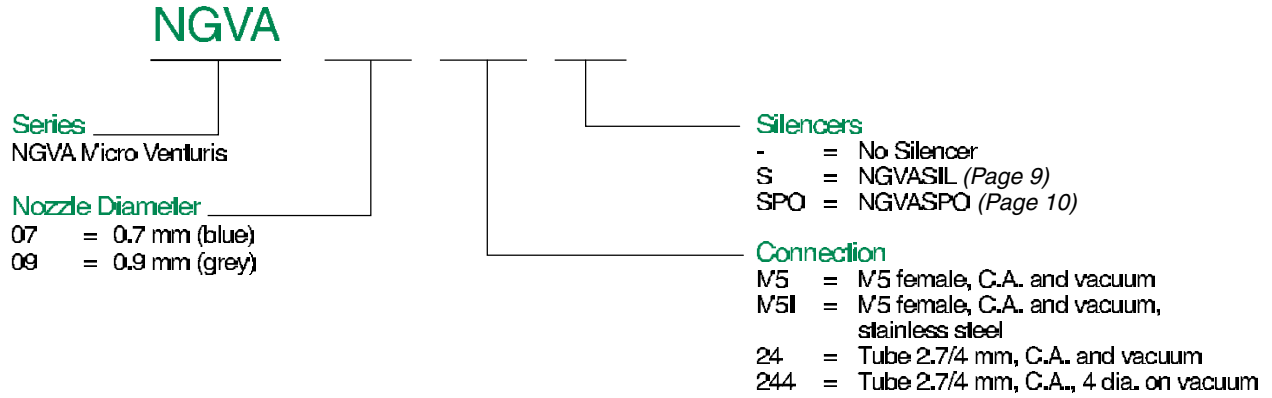 NGVA
Series
NGVA Micro Venturis
Nozzle Diameter
07 = 0.7 mm (blue)
09 = 0.9 mm (grey)
Silencers
- = No Silencer
S = NGVASIL (Page 9)
SPO = NGVASPO (Page 10)
Connection
M5 = M5 female, C.A. and vacuum
M5I = M5 female, C.A. and vacuum,
stainless steel
24 = Tube 2.7/4 mm, C.A. and vacuum
244 = Tube 2.7/4 mm, C.A., 4 dia. on vacuum